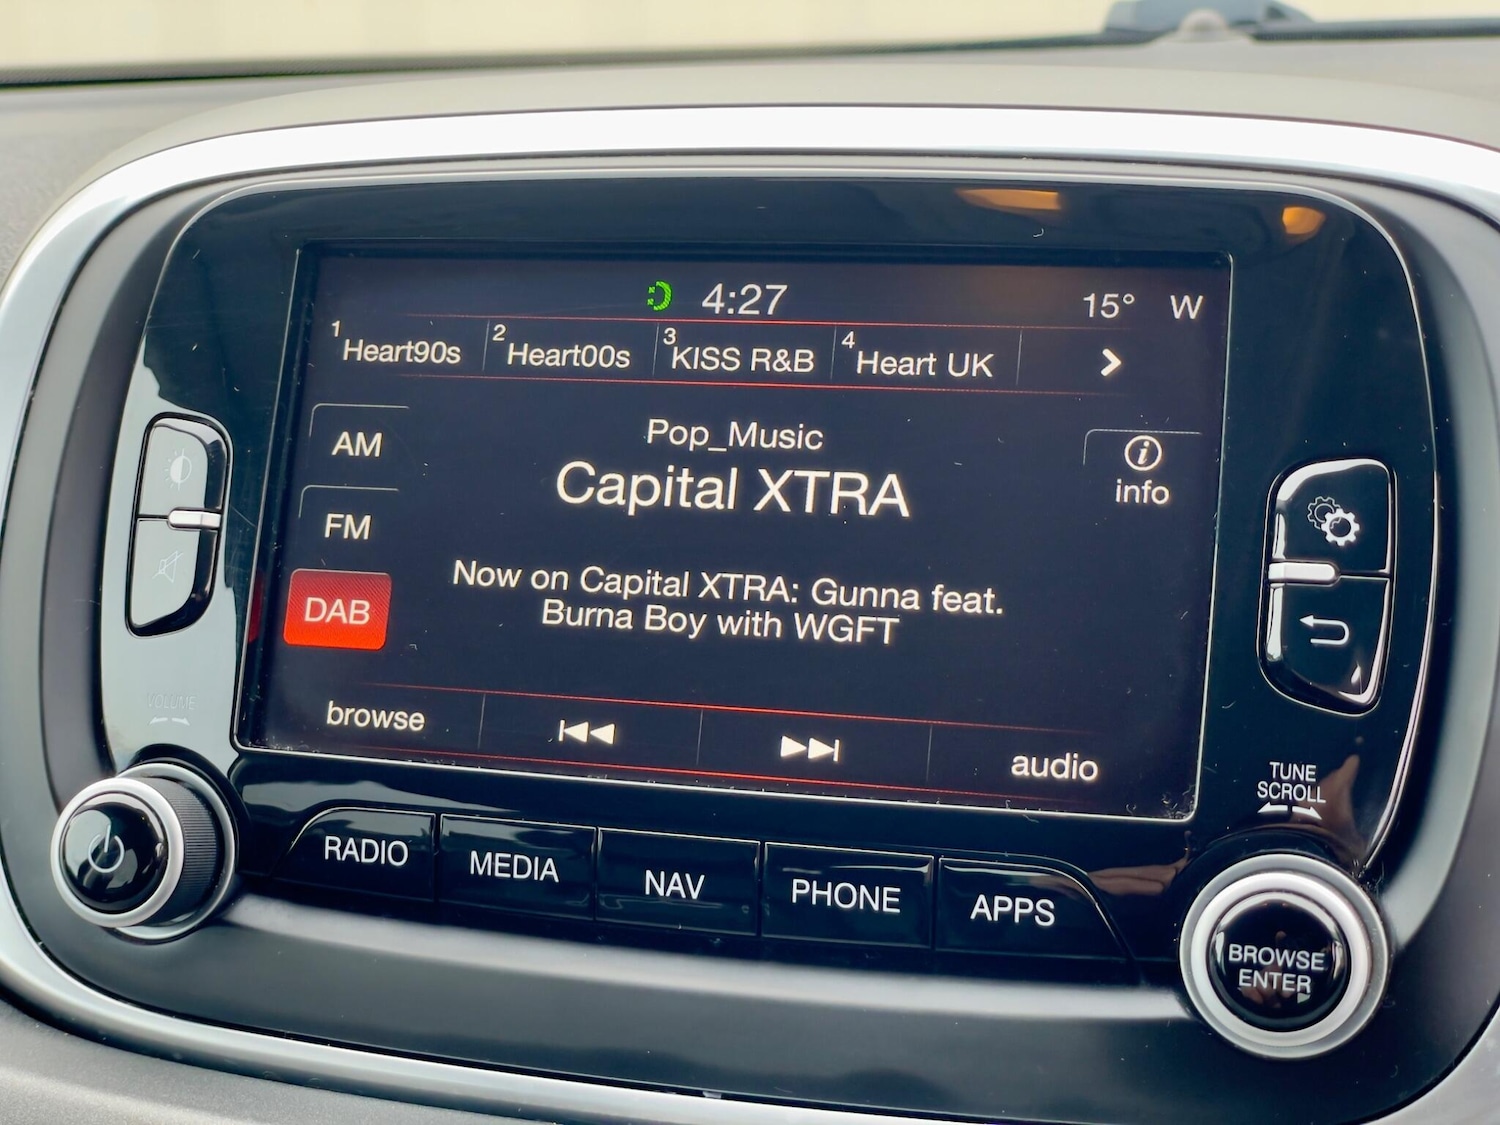 4:27
15° W
1 Heart90s
2 Heart00s
3 KISS R&B
4 Heart UK
AM
FM
DAB
Pop_Music
Capital XTRA
info
Now on Capital XTRA: Gunna feat.
Burna Boy with WGFT
browse
audio
VOLUME
TUNE
SCROLL
RADIO
MEDIA
NAV
PHONE
APPS
BROWSE
ENTER